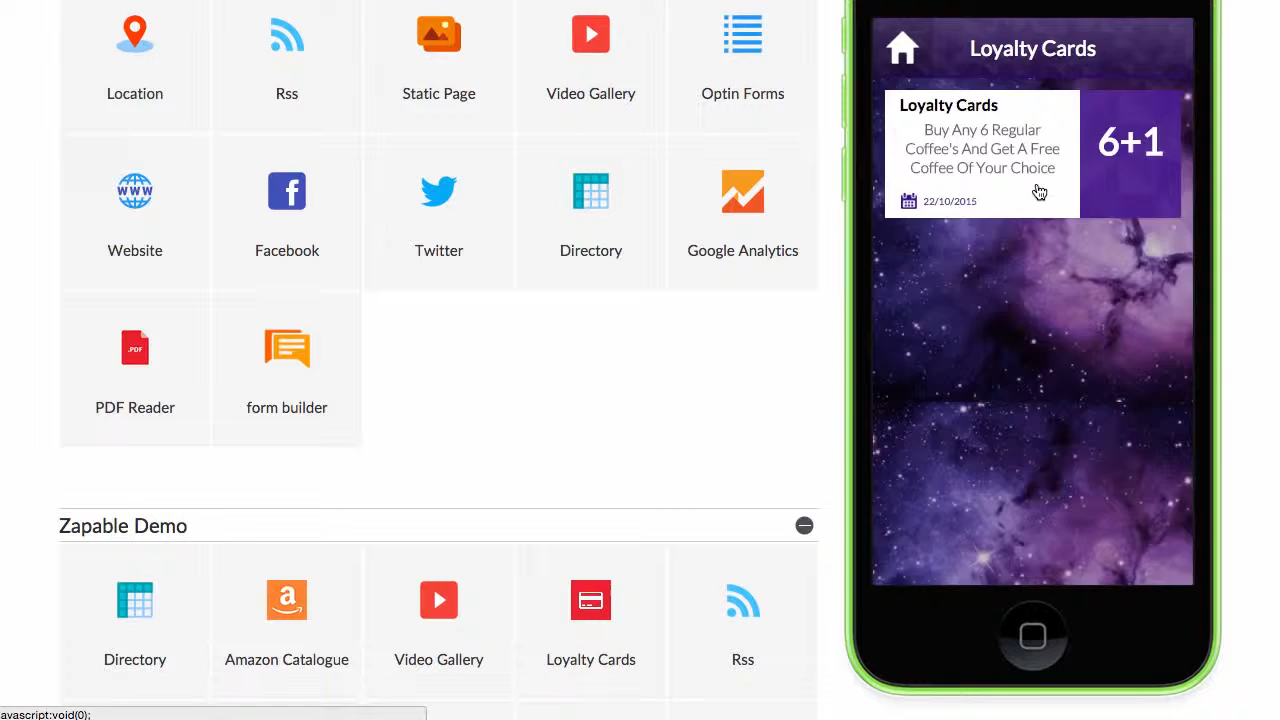 Location
Rss
Static Page
Video Gallery
Optin Forms
WWW
Website
Facebook
Twitter
Directory
Google Analytics
.PDF
PDF Reader
form builder
Zapable Demo
Directory
Amazon Catalogue
Video Gallery
Loyalty Cards
Rss
avascript:void(0);
Loyalty Cards
Loyalty Cards
Buy Any 6 Regular
Coffee's And Get A Free
Coffee Of Your Choice
22/10/2015
6+1